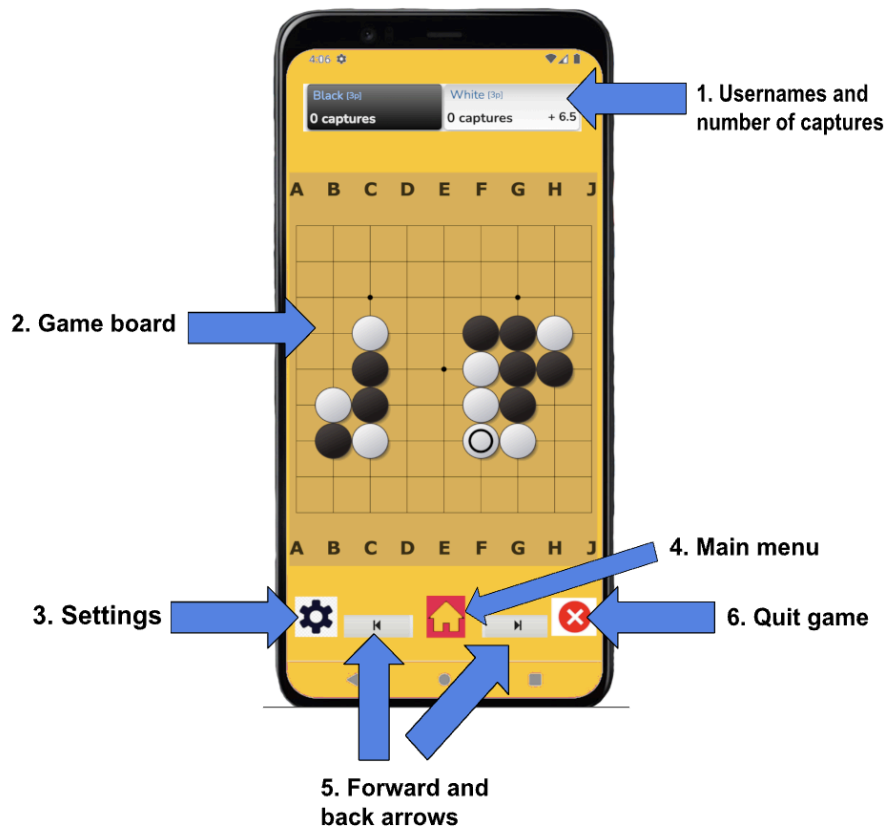 4:06
Black [3p]
0 captures
White [3p]
0 captures + 6.5
1. Usernames and
number of captures
A B C D E F G H J
2. Game board
A B C D E F G H J
4. Main menu
3. Settings
6. Quit game
5. Forward and
back arrows